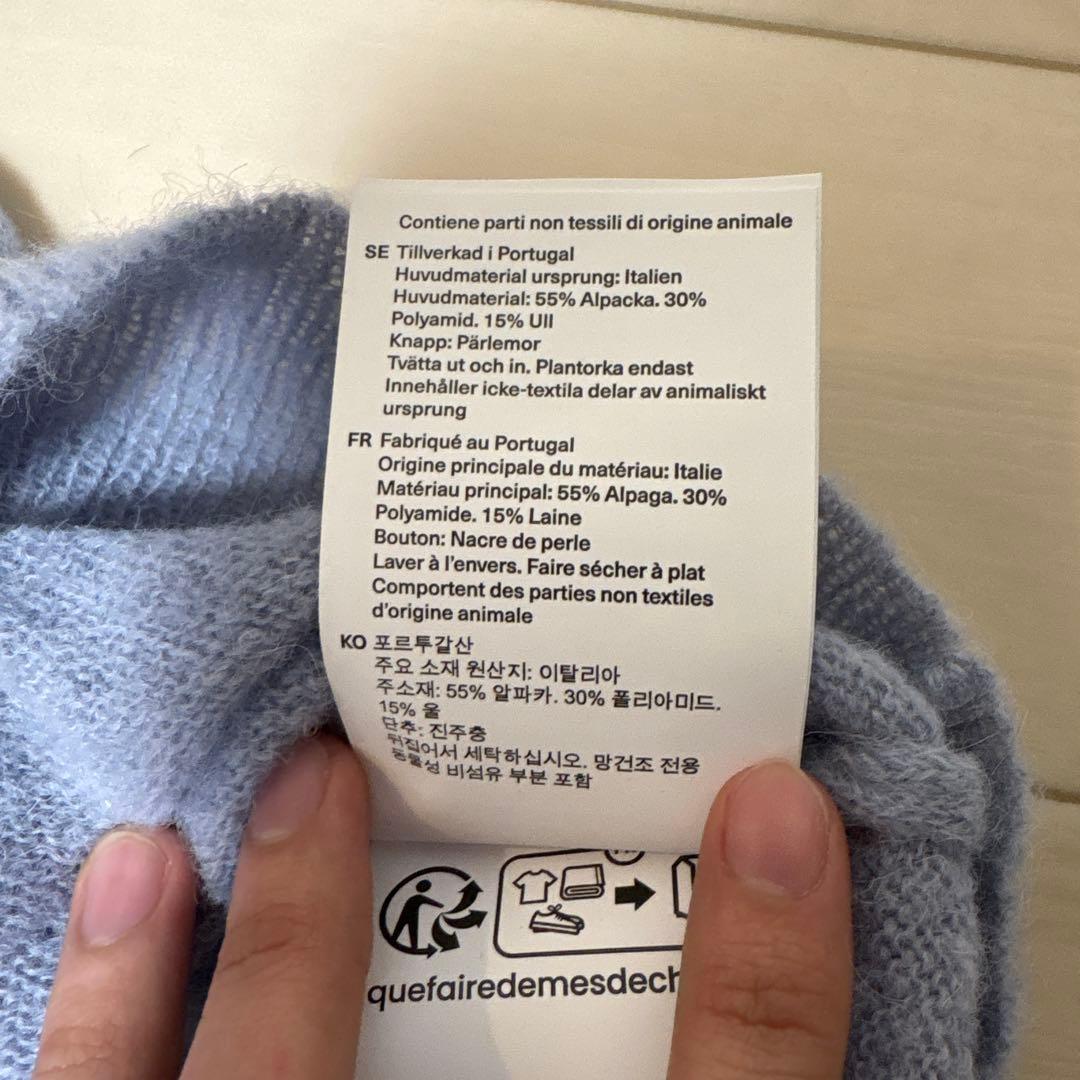 Contiene parti non tessili di origine animale
SE Tillverkad i Portugal
Huvudmaterial ursprung: Italien
Huvudmaterial: 55% Alpacka. 30%
Polyamid. 15% Ull
Knapp: Pärlemor
Tvätta ut och in. Plantorka endast
Innehåller icke-textila delar av animaliskt
ursprung
FR Fabriqué au Portugal
Origine principale du matériau: Italie
Matériau principal: 55% Alpaga. 30%
Polyamide. 15% Laine
Bouton: Nacre de perle
Laver à l'envers. Faire sécher à plat
Comportent des parties non textiles
d'origine animale
KO 포르투갈산
주요 소재 원산지: 이탈리아
주소재: 55% 알파카. 30% 폴리아미드.
15% 울
단추: 진주층
뒤집어서 세탁하십시오. 망건조 전용
동물성 비섬유 부분 포함
quefairedemesdech